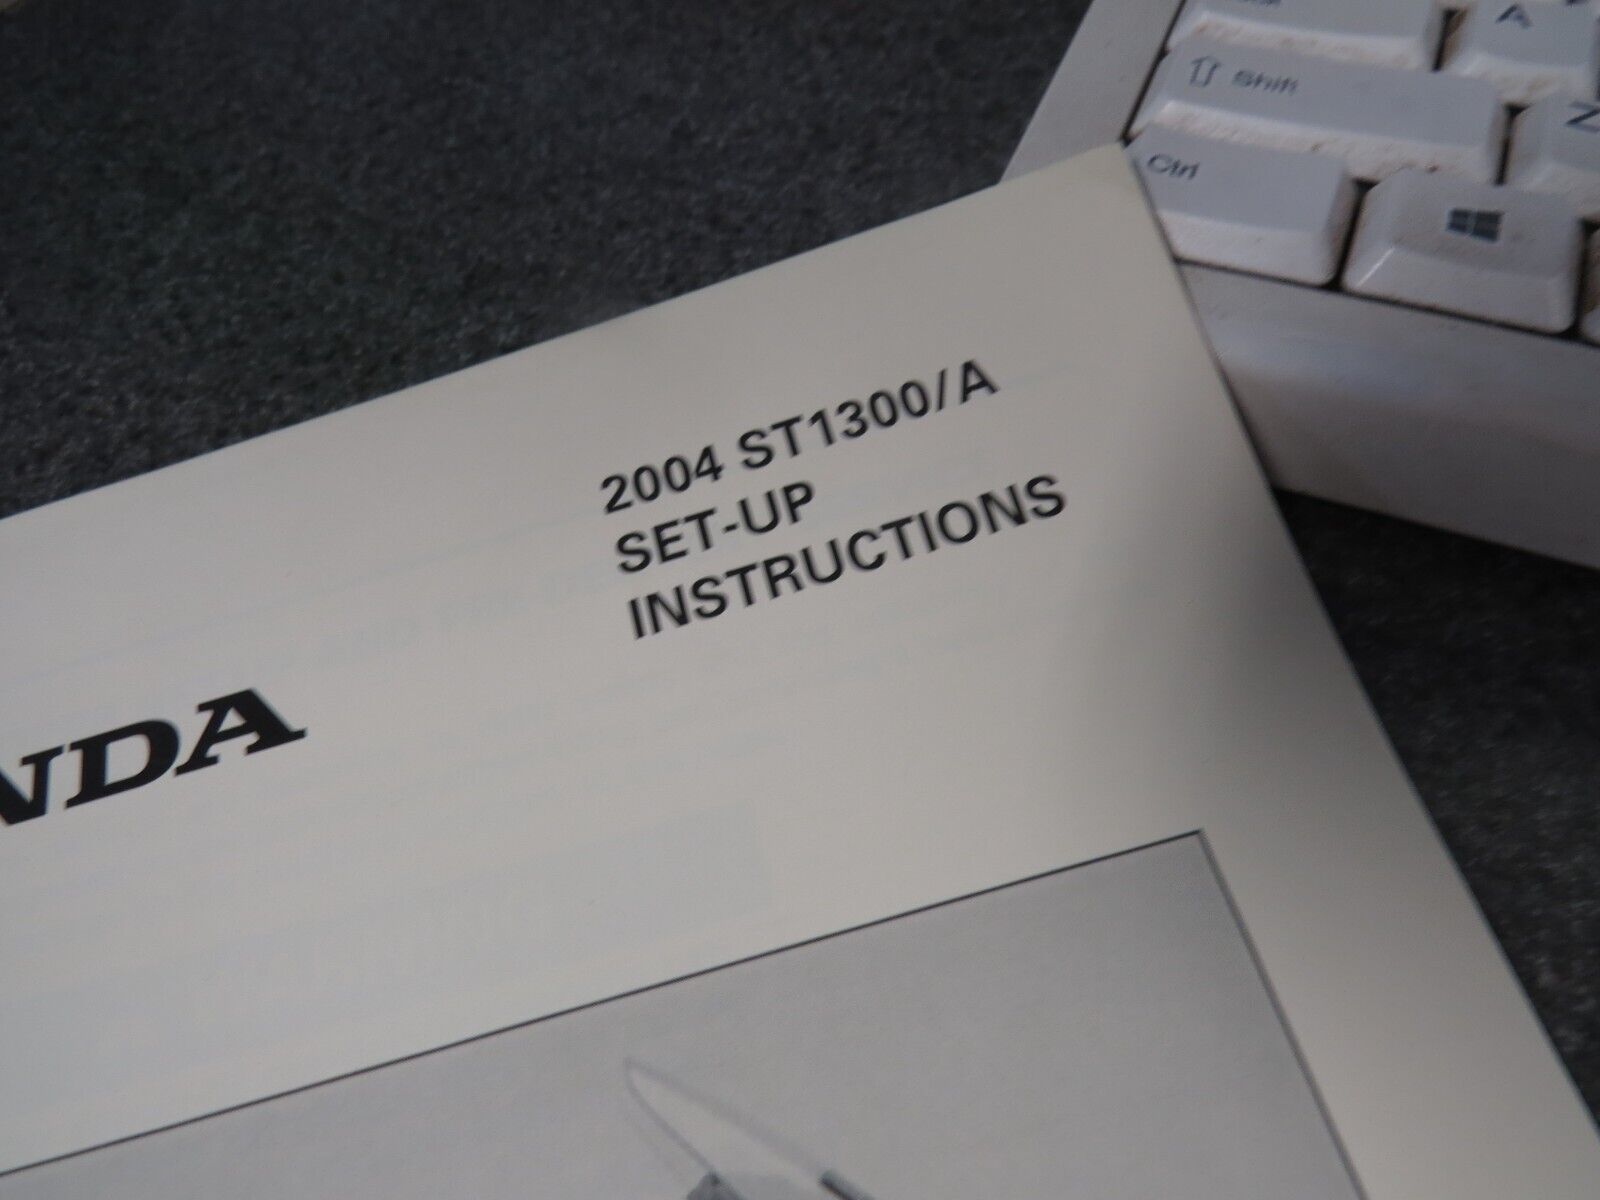 A
⇧ Shift
Z
Ctrl
2004 ST1300/A
SET-UP
INSTRUCTIONS
NDA